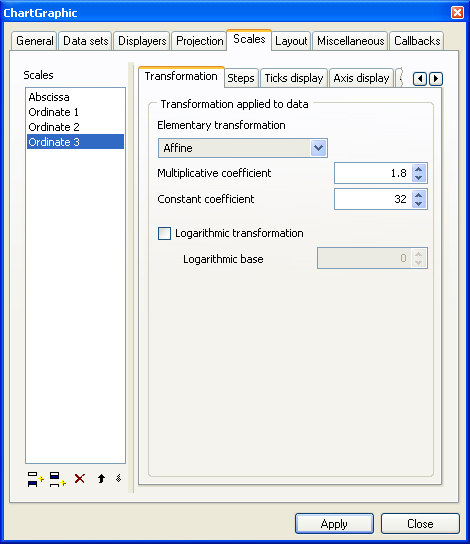 ChartGraphic
General Data sets Displayers Projection Scales Layout Miscellaneous Callbacks
Scales
Abscissa
Ordinate 1
Ordinate 2
Ordinate 3
Transformation Steps Ticks display Axis display
Transformation applied to data
Elementary transformation
Affine
Multiplicative coefficient 1.8
Constant coefficient 32
Logarithmic transformation
Logarithmic base 0
Apply Close